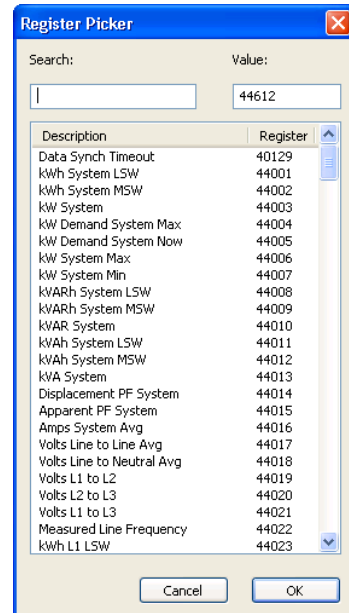 Register Picker
Search: Value:
44612
Description Register
Data Synch Timeout 40129
kWh System LSW 44001
kWh System MSW 44002
kW System 44003
kW Demand System Max 44004
kW Demand System Now 44005
kW System Max 44006
kW System Min 44007
kVARh System LSW 44008
kVARh System MSW 44009
kVAR System 44010
kVAh System LSW 44011
kVAh System MSW 44012
kVA System 44013
Displacement PF System 44014
Apparent PF System 44015
Amps System Avg 44016
Volts Line to Line Avg 44017
Volts Line to Neutral Avg 44018
Volts L1 to L2 44019
Volts L2 to L3 44020
Volts L1 to L3 44021
Measured Line Frequency 44022
kWh L1 LSW 44023
Cancel OK